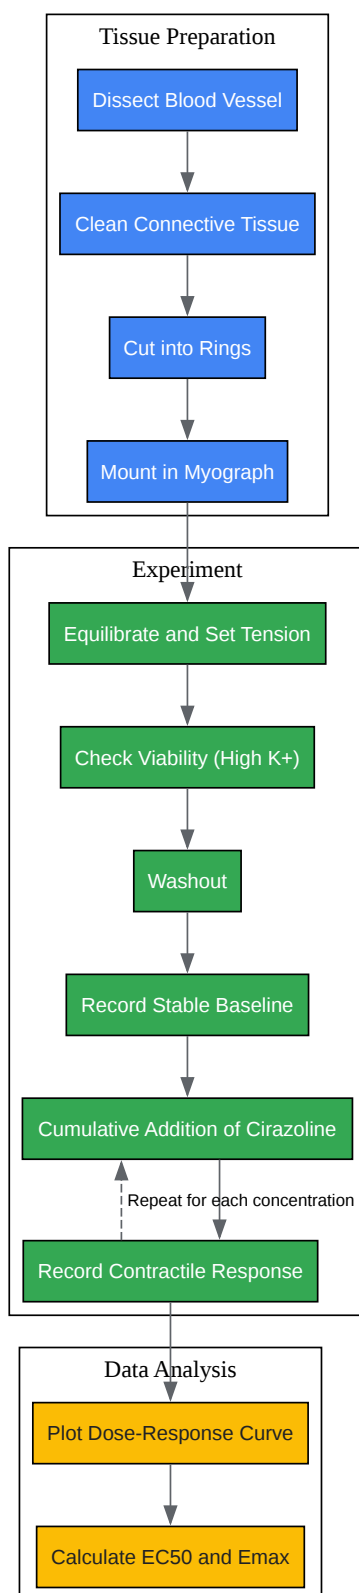 Tissue Preparation
Dissect Blood Vessel
Clean Connective Tissue
Cut into Rings
Mount in Myograph
Experiment
Equilibrate and Set Tension
Check Viability (High K+)
Washout
Record Stable Baseline
Cumulative Addition of Cirazoline
Repeat for each concentration
Record Contractile Response
Data Analysis
Plot Dose-Response Curve
Calculate EC50 and Emax